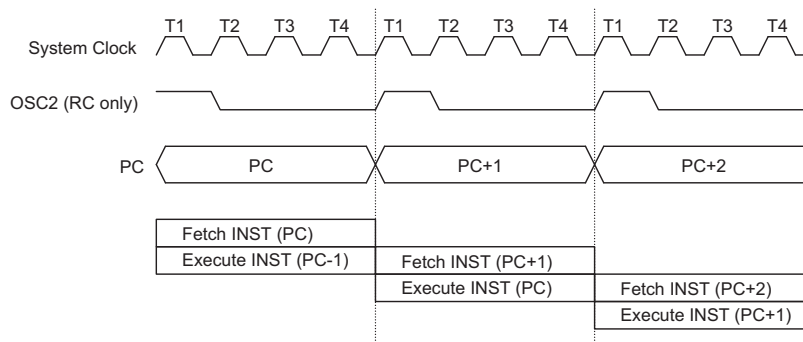 T1 T2 T3 T4 T1 T2 T3 T4 T1 T2 T3 T4
System Clock
OSC2 (RC only)
PC PC PC+1 PC+2
Fetch INST (PC)
Execute INST (PC-1) Fetch INST (PC+1)
Execute INST (PC) Fetch INST (PC+2)
Execute INST (PC+1)